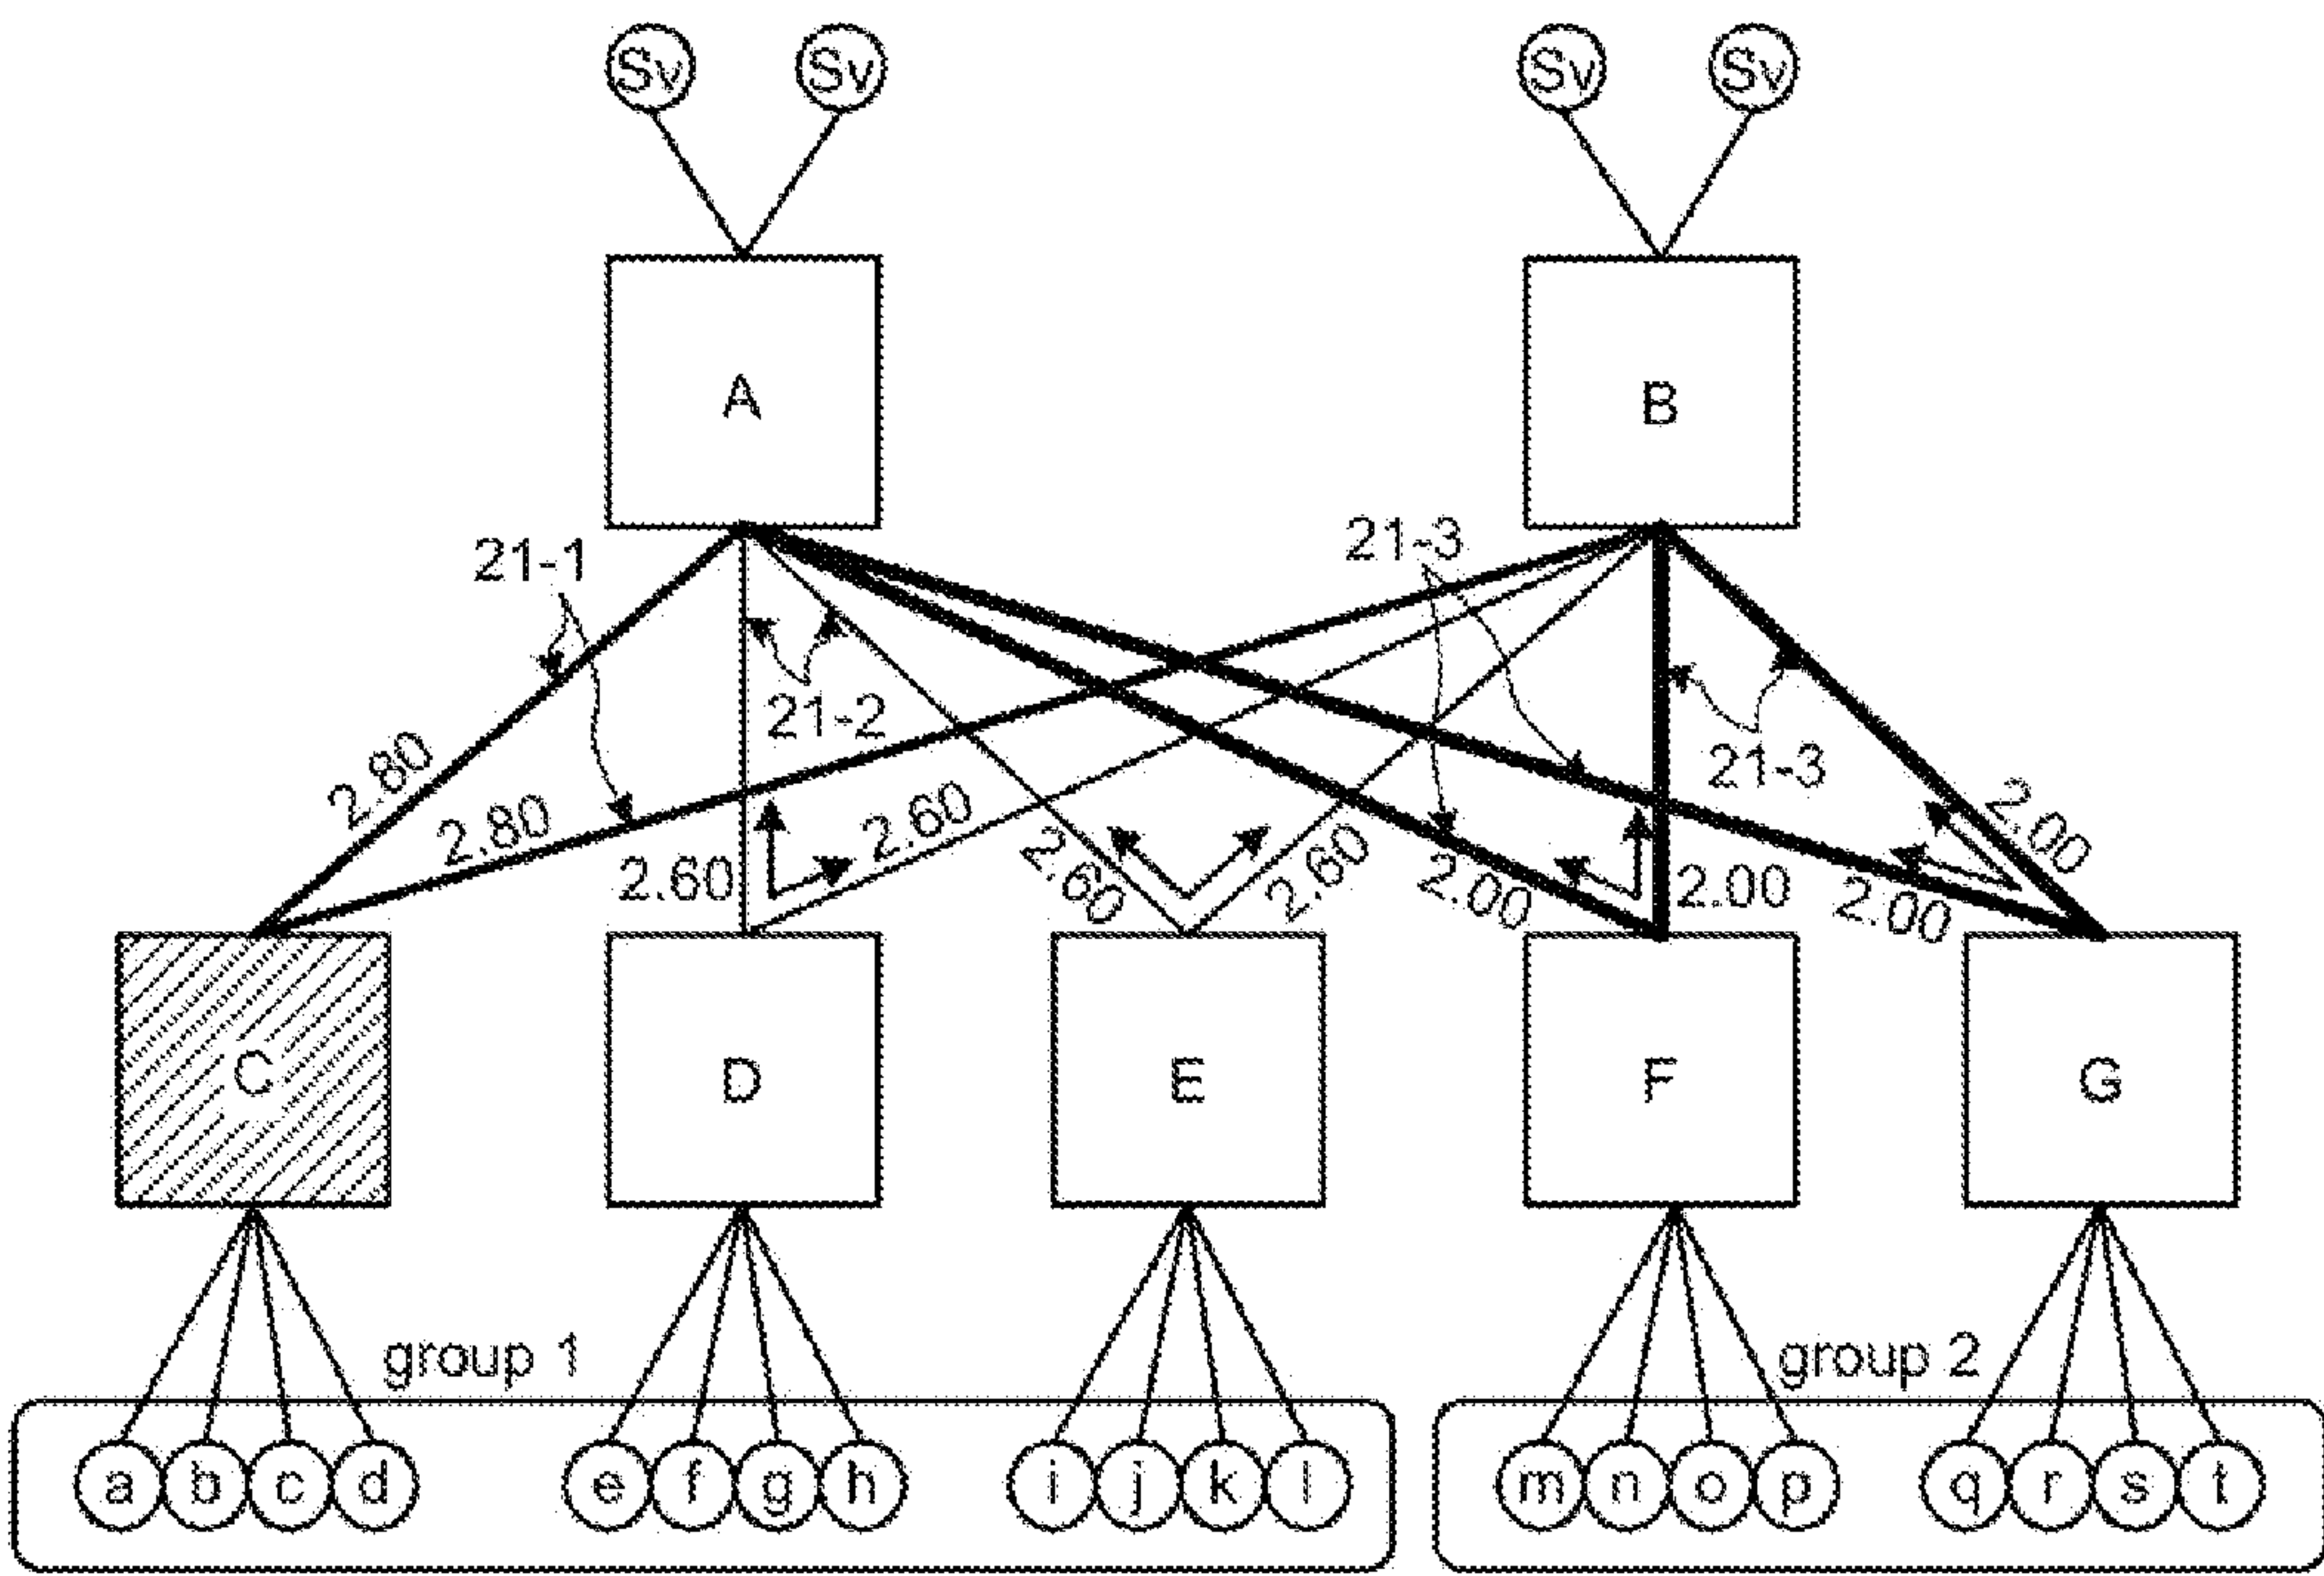 Sv Sv Sv Sv
A B
21-1 21-3
21-2 21-3
2.80 2.80 2.60 2.60 2.60 2.60 2.00 2.00 2.00 2.00
C D E F G
group 1 group 2
a b c d e f g h i j k l m n o p q r s t